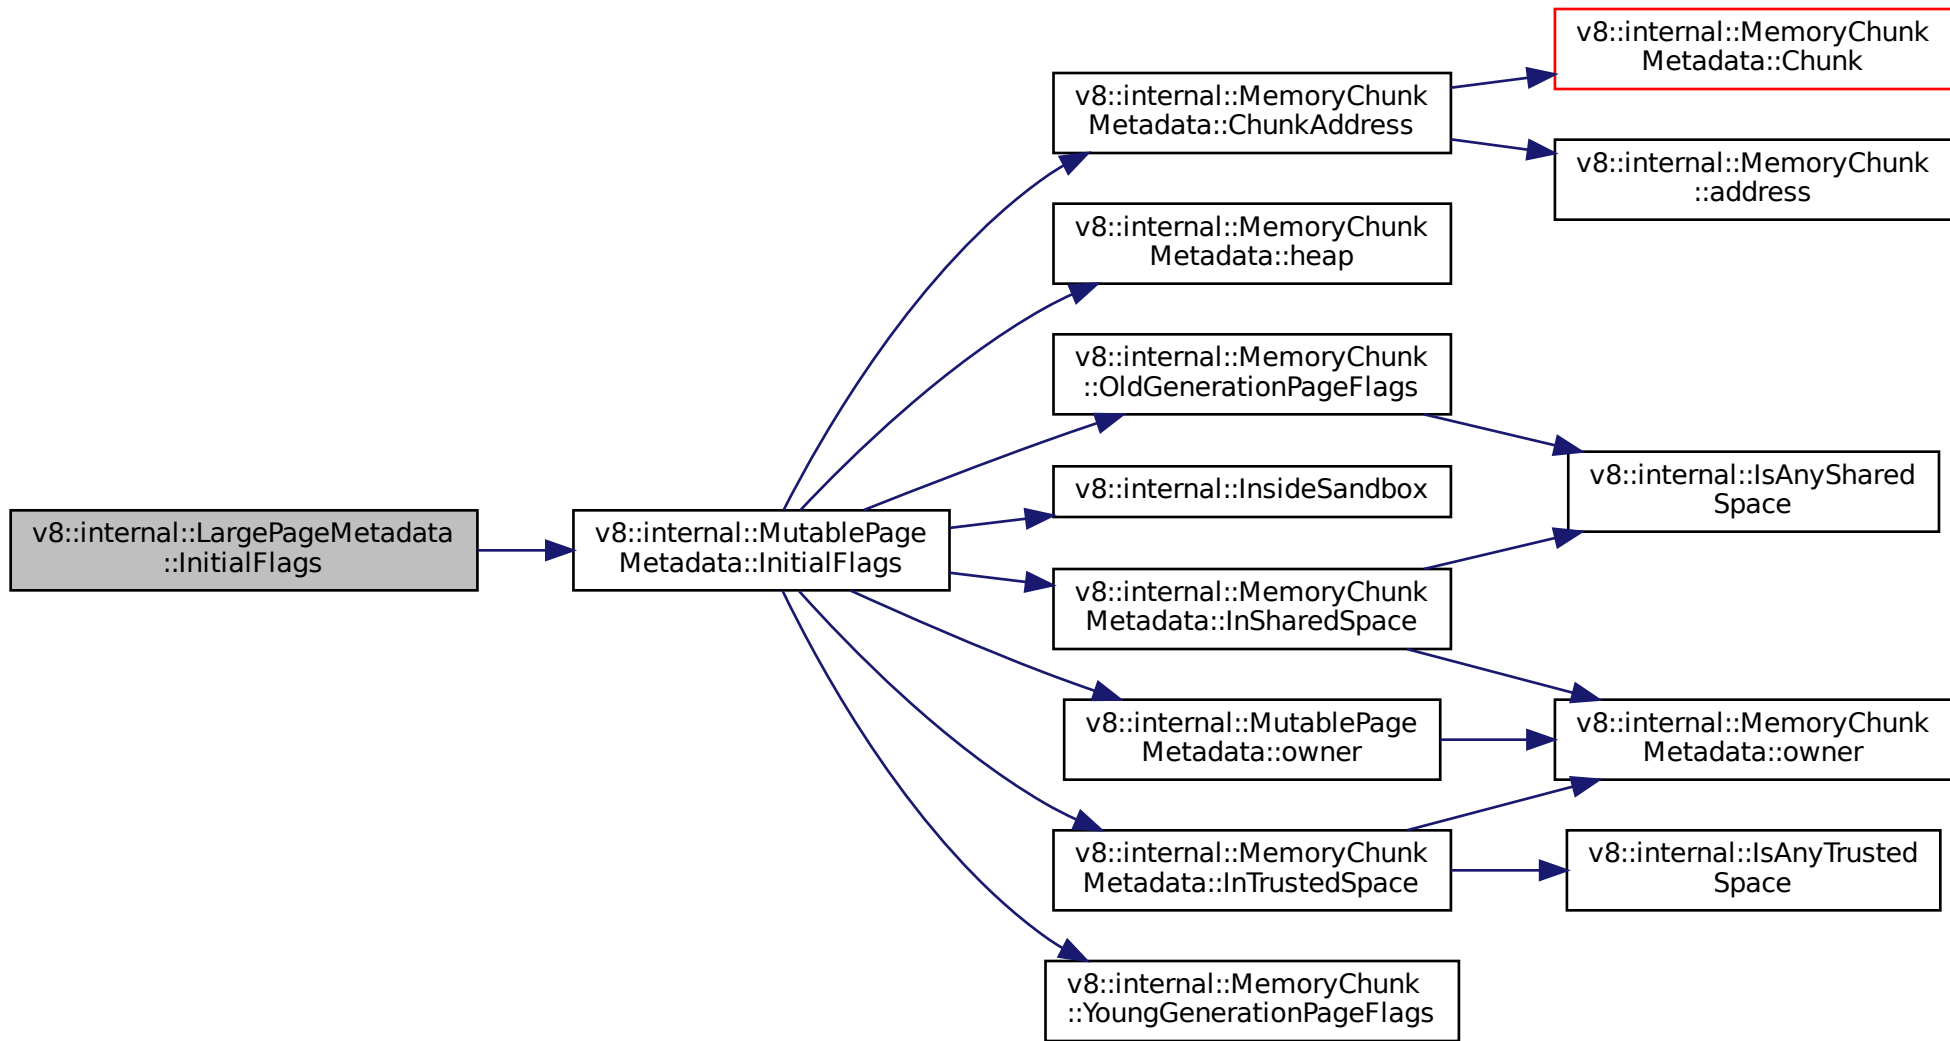 v8::internal::LargePageMetadata
::InitialFlags
v8::internal::MutablePage
Metadata::InitialFlags
v8::internal::MemoryChunk
Metadata::ChunkAddress
v8::internal::MemoryChunk
Metadata::heap
v8::internal::MemoryChunk
::OldGenerationPageFlags
v8::internal::InsideSandbox
v8::internal::MemoryChunk
Metadata::InSharedSpace
v8::internal::MutablePage
Metadata::owner
v8::internal::MemoryChunk
Metadata::InTrustedSpace
v8::internal::MemoryChunk
::YoungGenerationPageFlags
v8::internal::MemoryChunk
Metadata::Chunk
v8::internal::MemoryChunk
::address
v8::internal::IsAnyShared
Space
v8::internal::MemoryChunk
Metadata::owner
v8::internal::IsAnyTrusted
Space